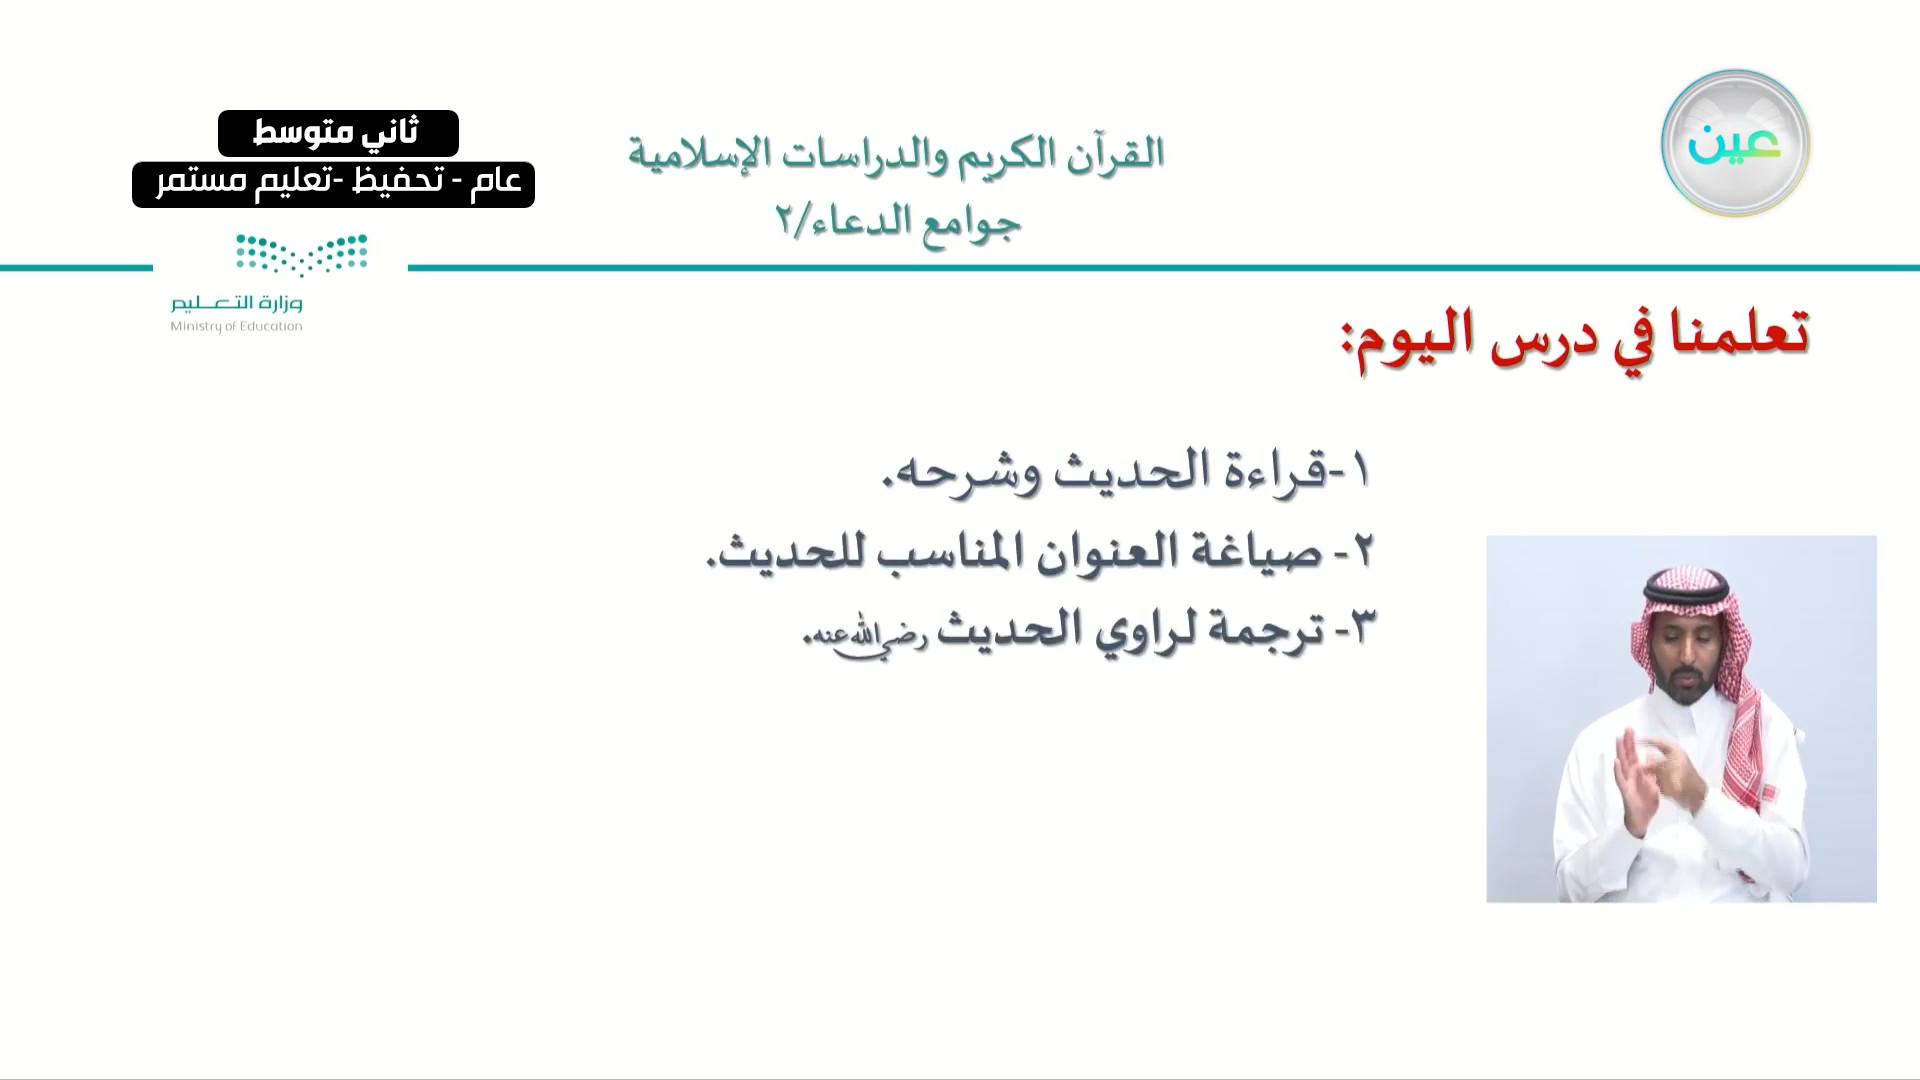 عين
القرآن الكريم والدراسات الإسلامية
جوامع الدعاء/٢
ثاني متوسط
عام - تحفيظ -تعليم مستمر
وزارة التعليم
Ministry of Education
تعلمنا في درس اليوم:
١-قراءة الحديث وشرحه.
٢- صياغة العنوان المناسب للحديث.
٣- ترجمة لراوي الحديث رضي الله عنه.